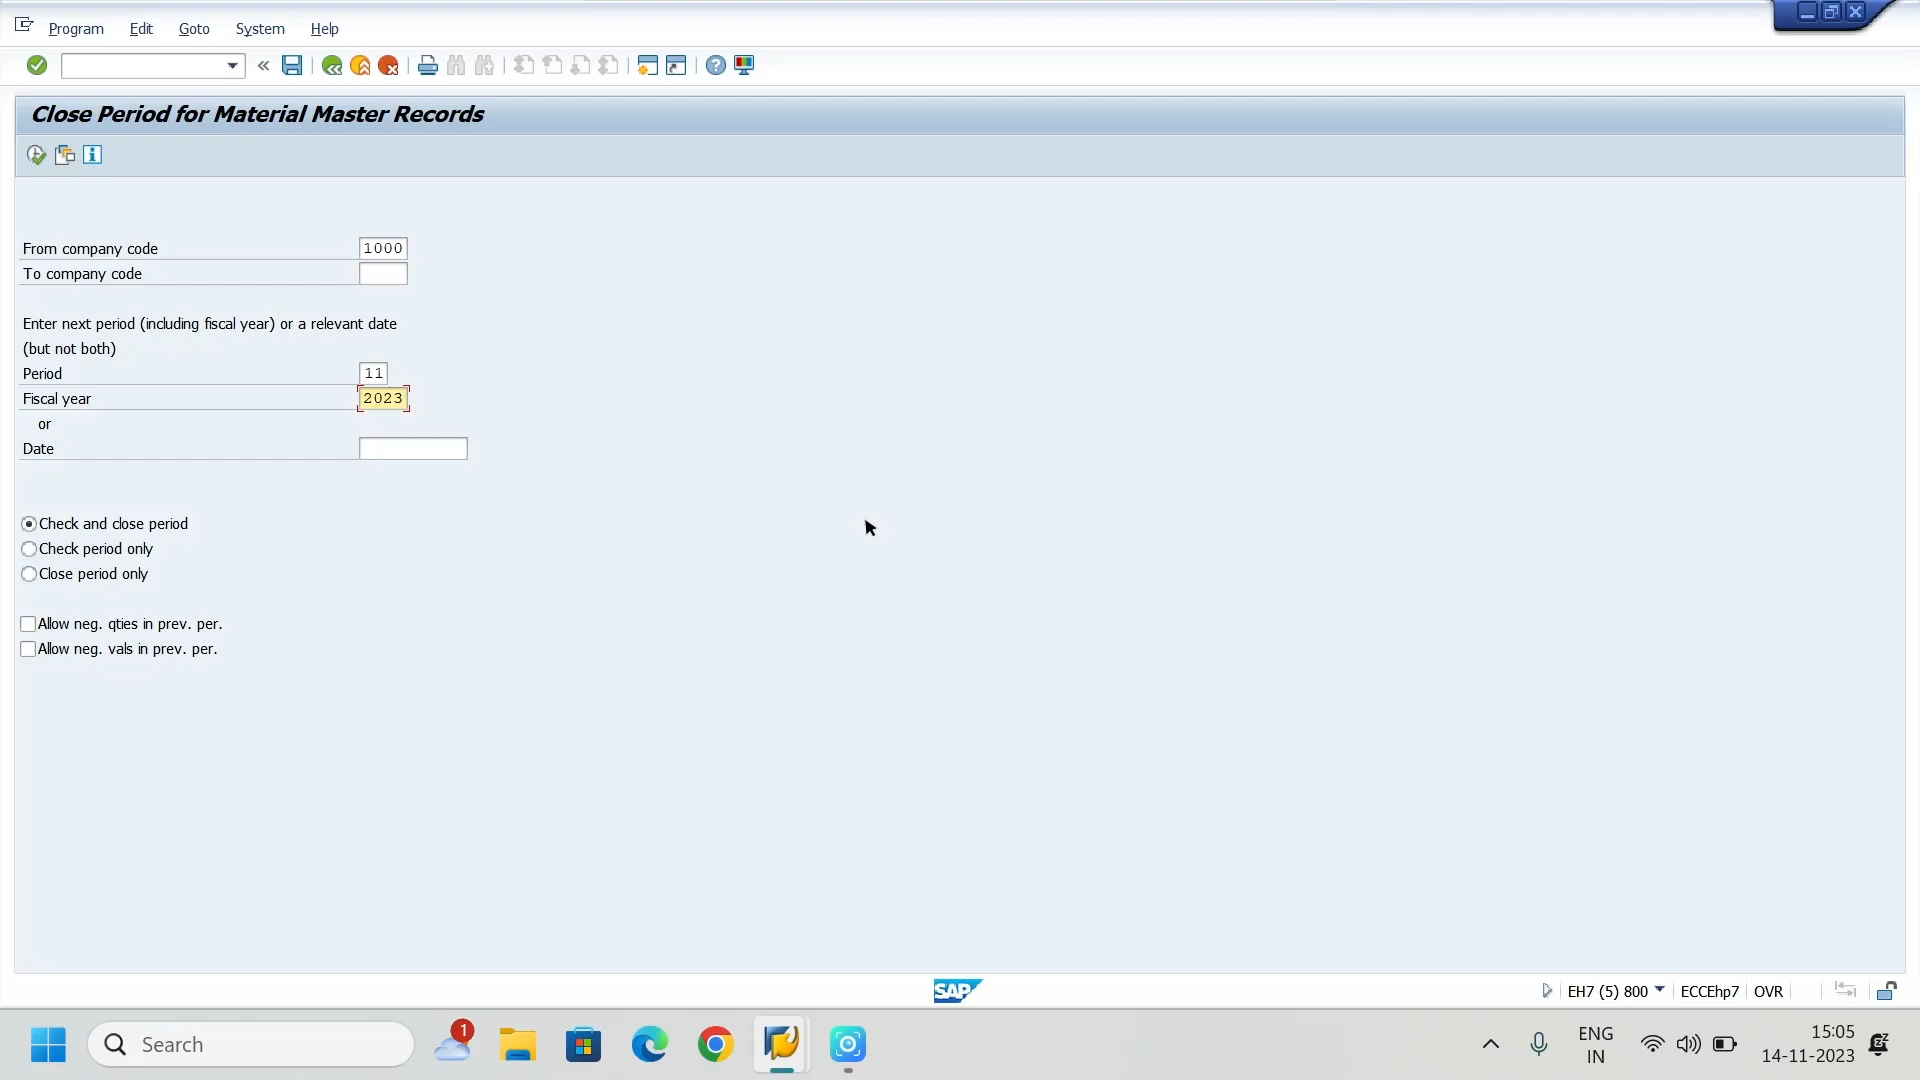 Program Edit Goto System Help
Close Period for Material Master Records
From company code 1000
To company code
Enter next period (including fiscal year) or a relevant date
(but not both)
Period 11
Fiscal year 2023
or
Date
Check and close period
Check period only
Close period only
Allow neg. qties in prev. per.
Allow neg. vals in prev. per.
SAP
EH7 (5) 800 ECCEhp7 OVR
1
Search
ENG
IN
15:05
14-11-2023